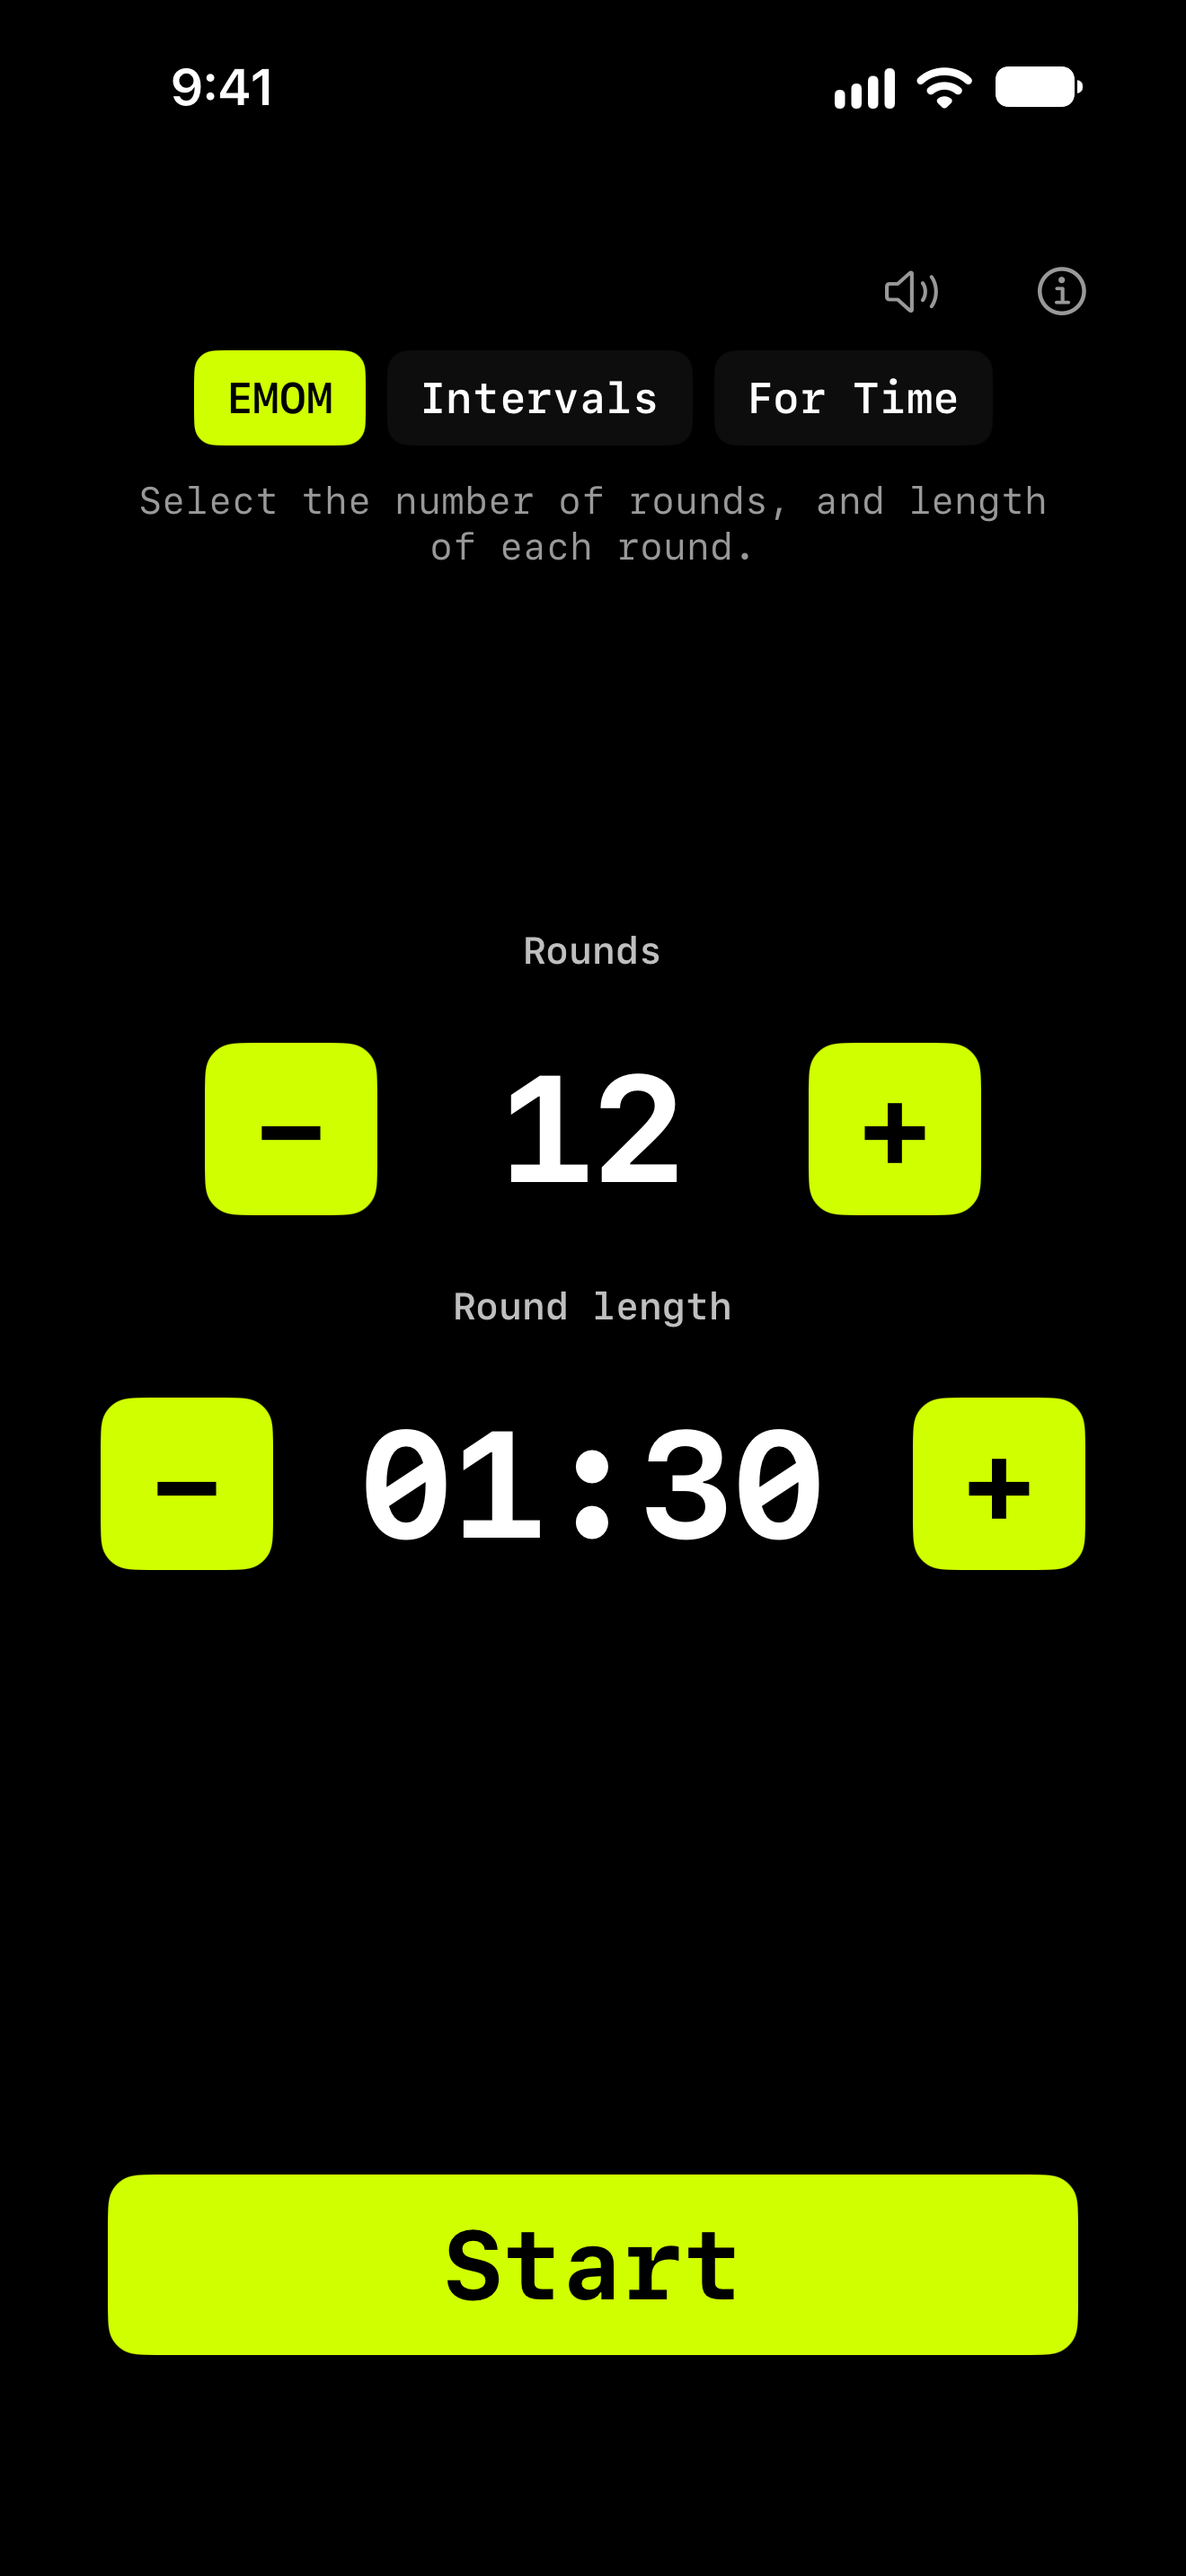 9:41
EMOM Intervals For Time
Select the number of rounds, and length
of each round.
Rounds
− 12 +
Round length
− 01:30 +
Start